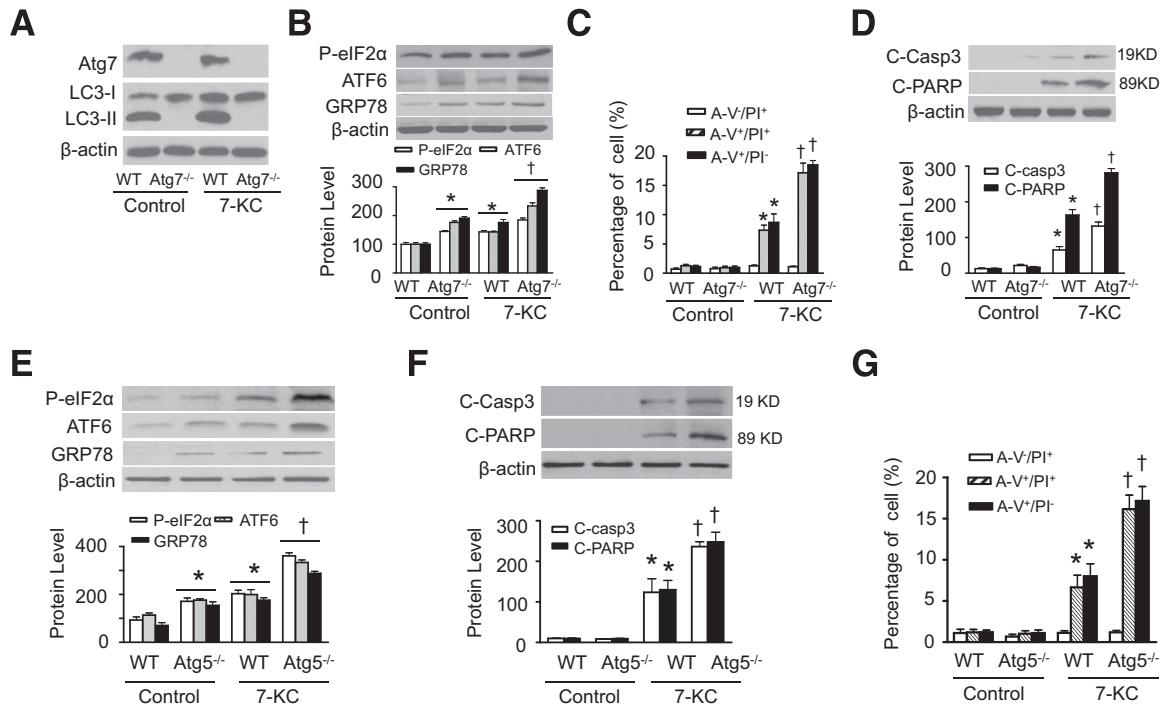 A
Atg7
LC3-I
LC3-II
β-actin
WT Atg7-/- WT Atg7-/-
Control 7-KC
B
P-eIF2α
ATF6
GRP78
β-actin
P-eIF2α ATF6
GRP78
Protein Level
300
200
100
0
* * †
WT Atg7-/- WT Atg7-/-
Control 7-KC
C
A-V-/PI+
A-V+/PI+
A-V+/PI-
Percentage of cell (%)
20
15
10
5
0
* * † †
WT Atg7-/- WT Atg7-/-
Control 7-KC
D
C-Casp3 19KD
C-PARP 89KD
β-actin
C-casp3
C-PARP
Protein Level
300
200
100
0
* * † †
WT Atg7-/- WT Atg7-/-
Control 7-KC
E
P-eIF2α
ATF6
GRP78
β-actin
P-eIF2α ATF6
GRP78
Protein Level
400
200
0
* * †
WT Atg5-/- WT Atg5-/-
Control 7-KC
F
C-Casp3 19 KD
C-PARP 89 KD
β-actin
C-casp3
C-PARP
Protein Level
300
200
100
0
* * † †
WT Atg5-/- WT Atg5-/-
Control 7-KC
G
A-V-/PI+
A-V+/PI+
A-V+/PI-
Percentage of cell (%)
20
15
10
5
0
* * † †
WT Atg5-/- WT Atg5-/-
Control 7-KC